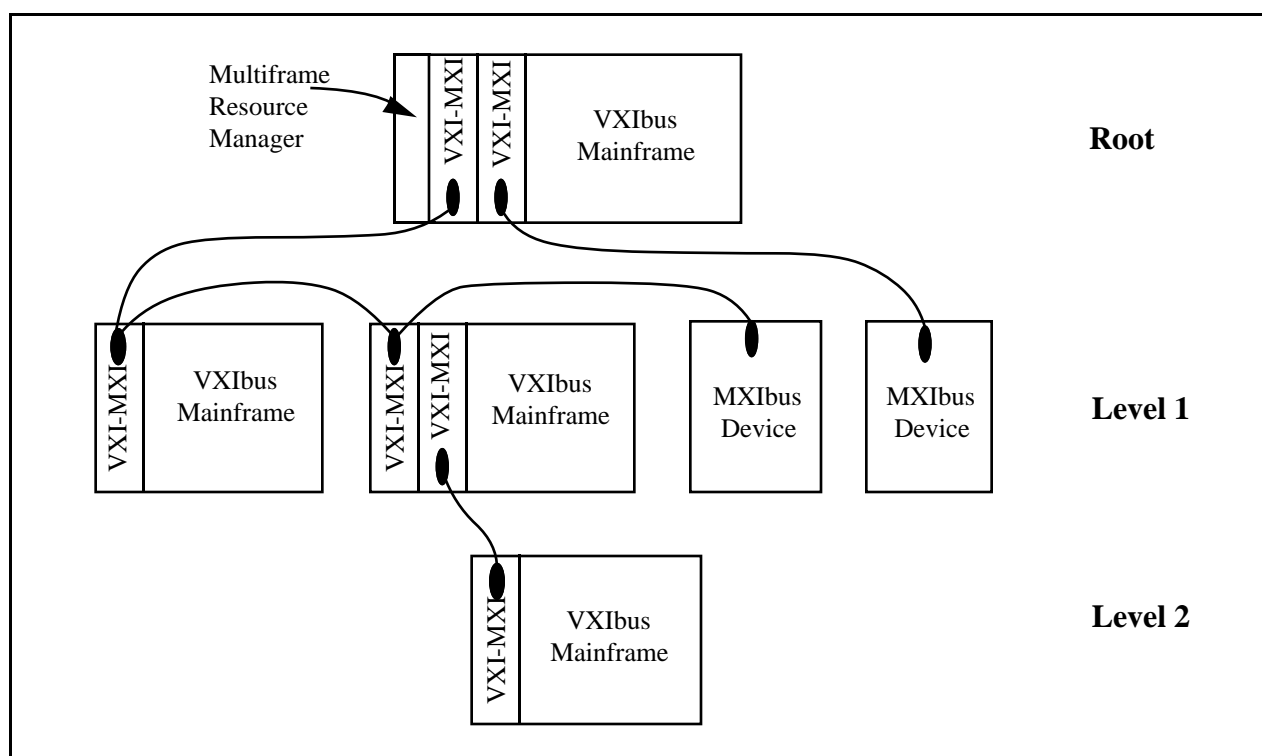 Multiframe
Resource
Manager
VXI-MXI
VXI-MXI
VXIbus
Mainframe
Root
VXI-MXI
VXIbus
Mainframe
VXI-MXI
VXI-MXI
VXIbus
Mainframe
MXIbus
Device
MXIbus
Device
Level 1
VXI-MXI
VXIbus
Mainframe
Level 2